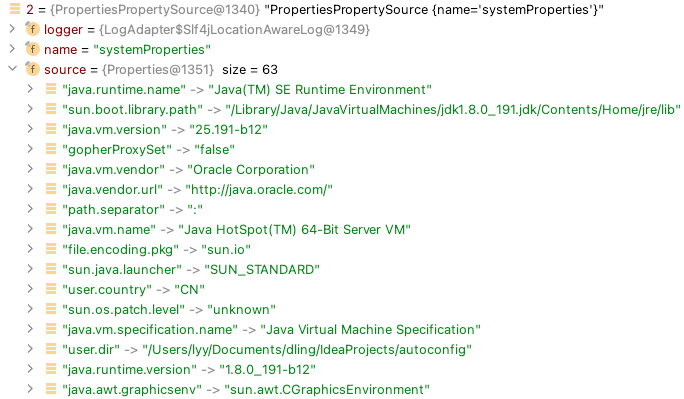 2 = {PropertiesPropertySource@1340} "PropertiesPropertySource {name='systemProperties'}"
logger = {LogAdapter$Slf4jLocationAwareLog@1349}
name = "systemProperties"
source = {Properties@1351} size = 63
"java.runtime.name" -> "Java(TM) SE Runtime Environment"
"sun.boot.library.path" -> "/Library/Java/JavaVirtualMachines/jdk1.8.0_191.jdk/Contents/Home/jre/lib"
"java.vm.version" -> "25.191-b12"
"gopherProxySet" -> "false"
"java.vm.vendor" -> "Oracle Corporation"
"java.vendor.url" -> "http://java.oracle.com/"
"path.separator" -> ":"
"java.vm.name" -> "Java HotSpot(TM) 64-Bit Server VM"
"file.encoding.pkg" -> "sun.io"
"sun.java.launcher" -> "SUN_STANDARD"
"user.country" -> "CN"
"sun.os.patch.level" -> "unknown"
"java.vm.specification.name" -> "Java Virtual Machine Specification"
"user.dir" -> "/Users/lyy/Documents/dling/IdeaProjects/autoconfig"
"java.runtime.version" -> "1.8.0_191-b12"
"java.awt.graphicsenv" -> "sun.awt.CGraphicsEnvironment"